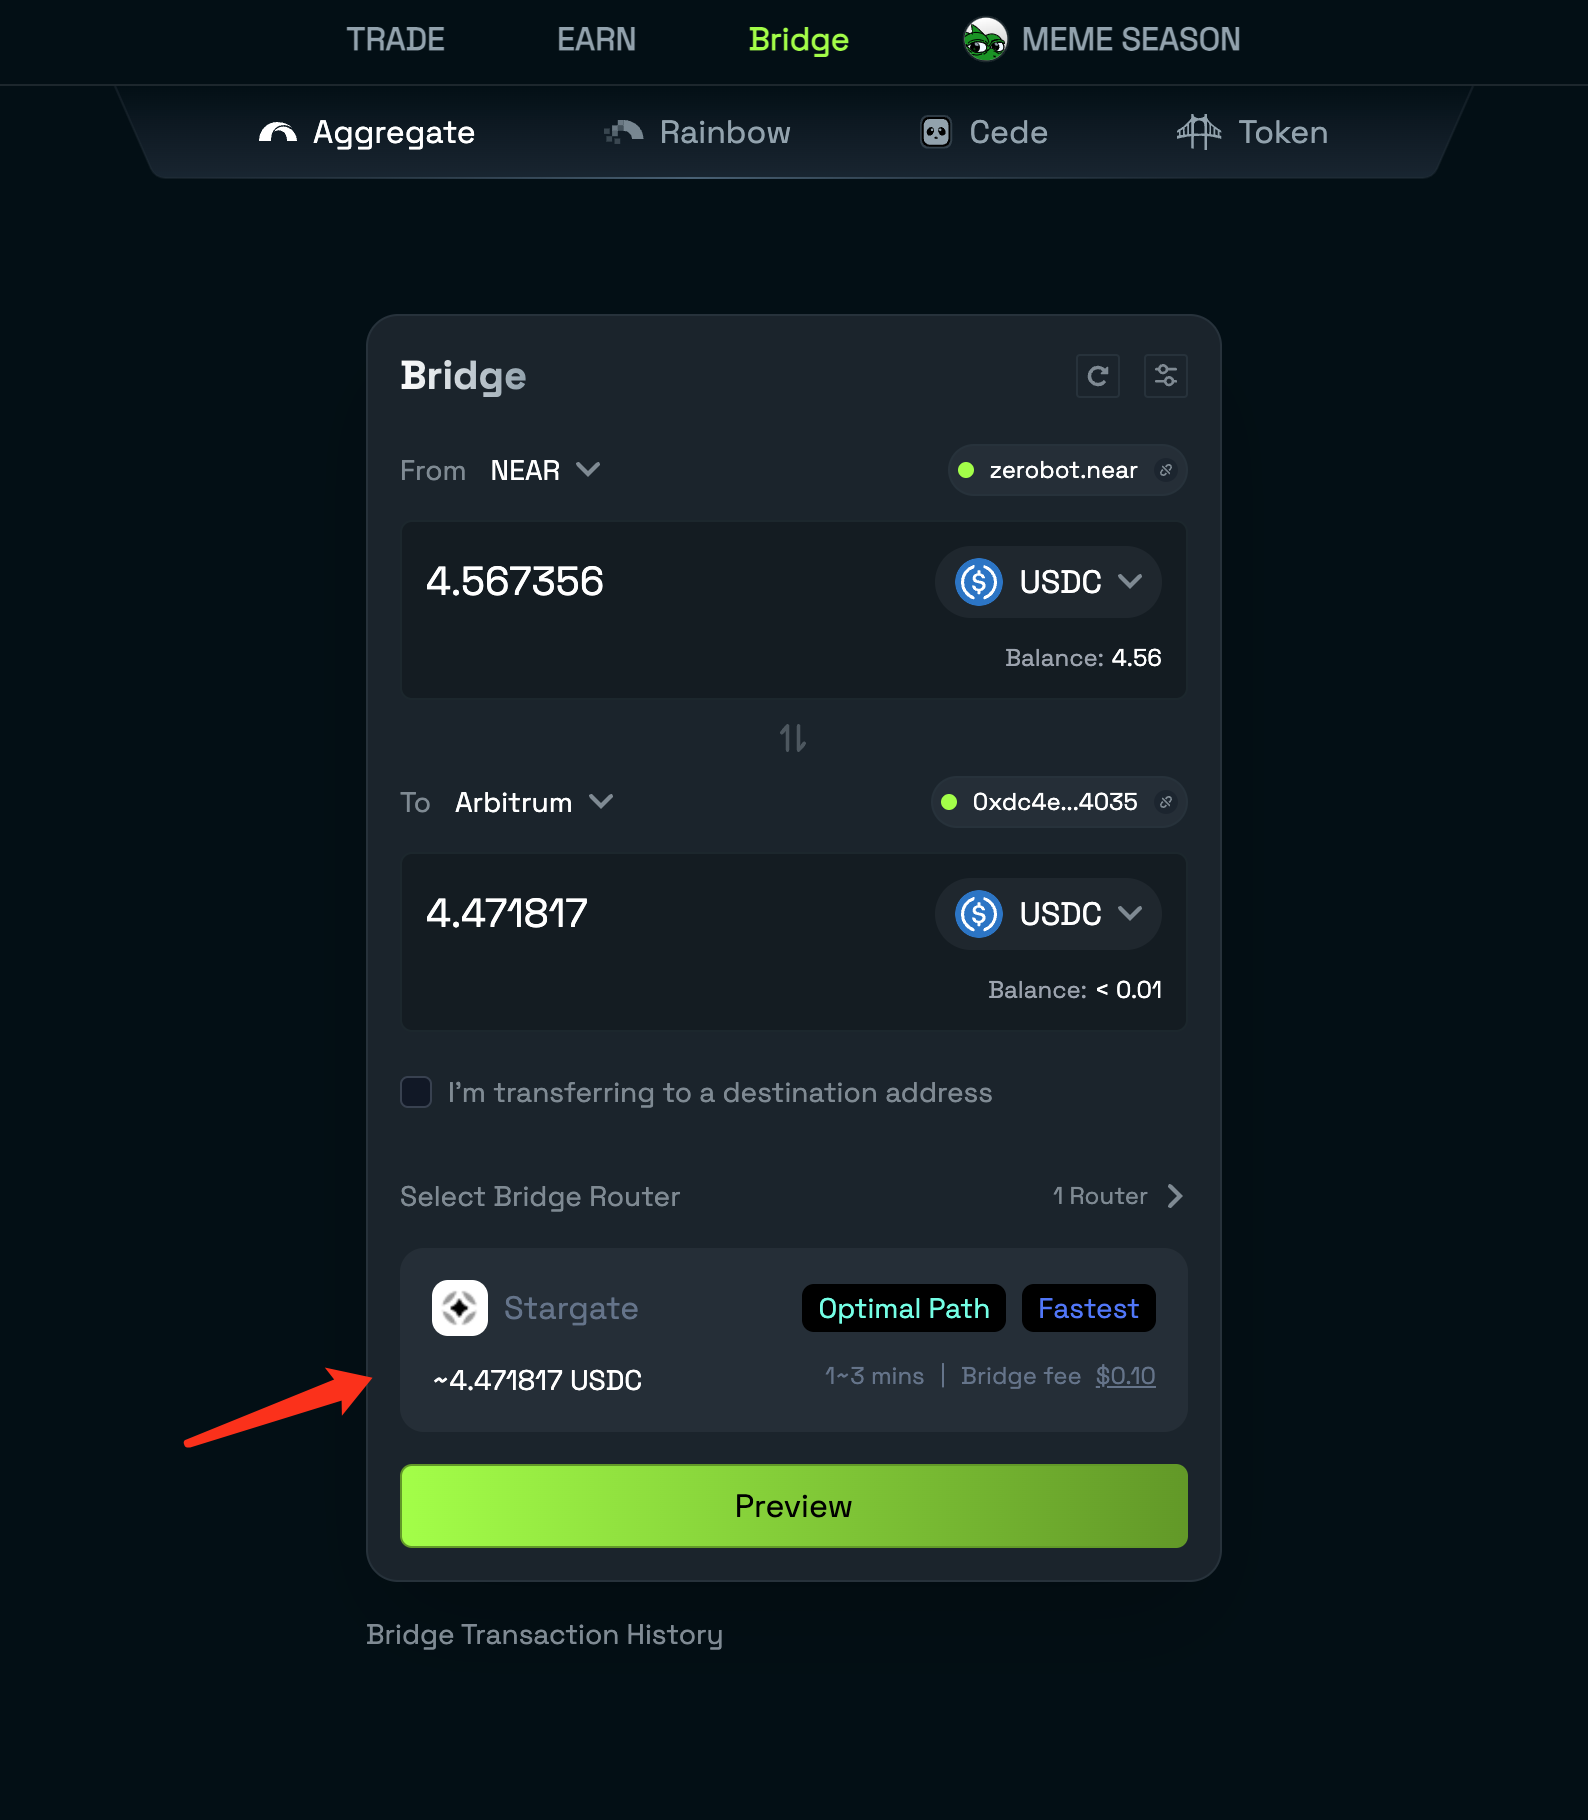 TRADE EARN Bridge MEME SEASON
Aggregate Rainbow Cede Token
Bridge
From NEAR zerobot.near
4.567356 USDC
Balance: 4.56
To Arbitrum 0xdc4e...4035
4.471817 USDC
Balance: < 0.01
I'm transferring to a destination address
Select Bridge Router 1 Router
Stargate Optimal Path Fastest
~4.471817 USDC 1~3 mins | Bridge fee $0.10
Preview
Bridge Transaction History